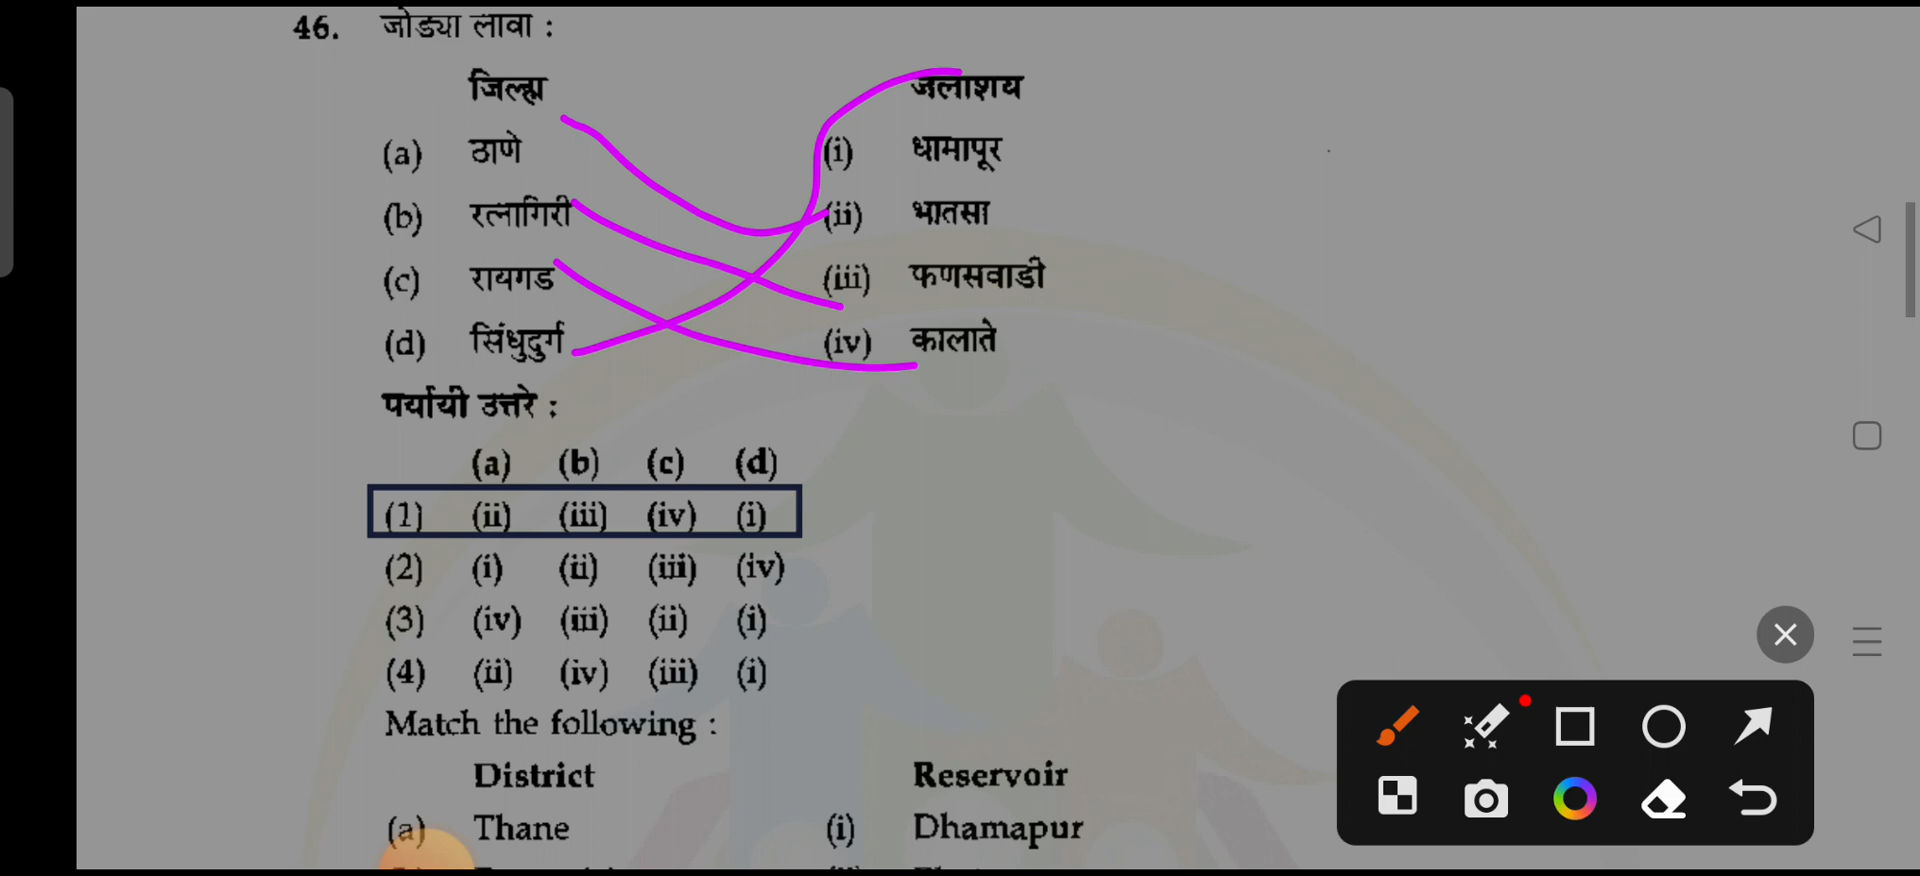 46. जोड्या लावा :
जिल्हा जलाशय
(a) ठाणे (i) धामापूर
(b) रत्नागिरी (ii) भातसा
(c) रायगड (iii) फणसवाडी
(d) सिंधुदुर्ग (iv) कालाते
पर्यायी उत्तरे :
(a) (b) (c) (d)
(1) (ii) (iii) (iv) (i)
(2) (i) (ii) (iii) (iv)
(3) (iv) (iii) (ii) (i)
(4) (ii) (iv) (iii) (i)
Match the following :
District Reservoir
(a) Thane (i) Dhamapur